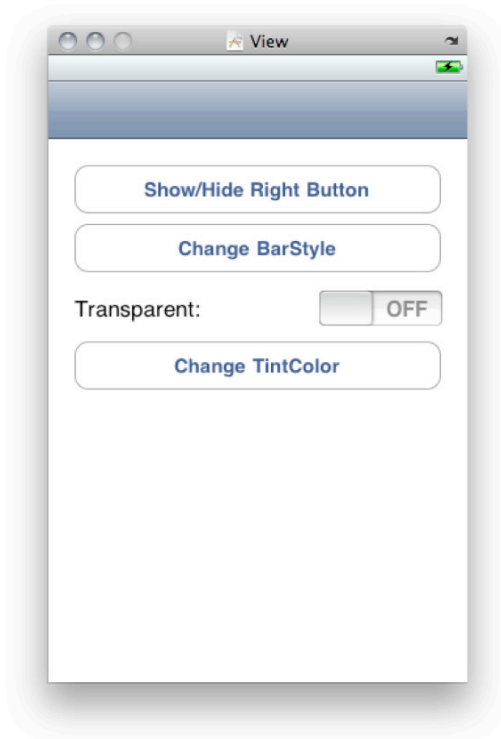 View
Show/Hide Right Button
Change BarStyle
Transparent: OFF
Change TintColor